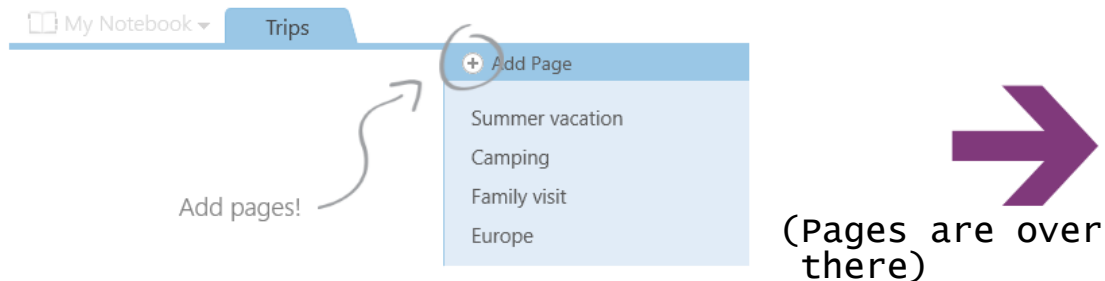 My Notebook
Trips
Add Page
Summer vacation
Camping
Family visit
Europe
Add pages!
(Pages are over
there)